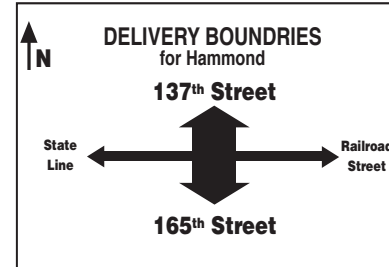 DELIVERY BOUNDRIES
for Hammond
N
137th Street
State
Line
Railroad
Street
165th Street